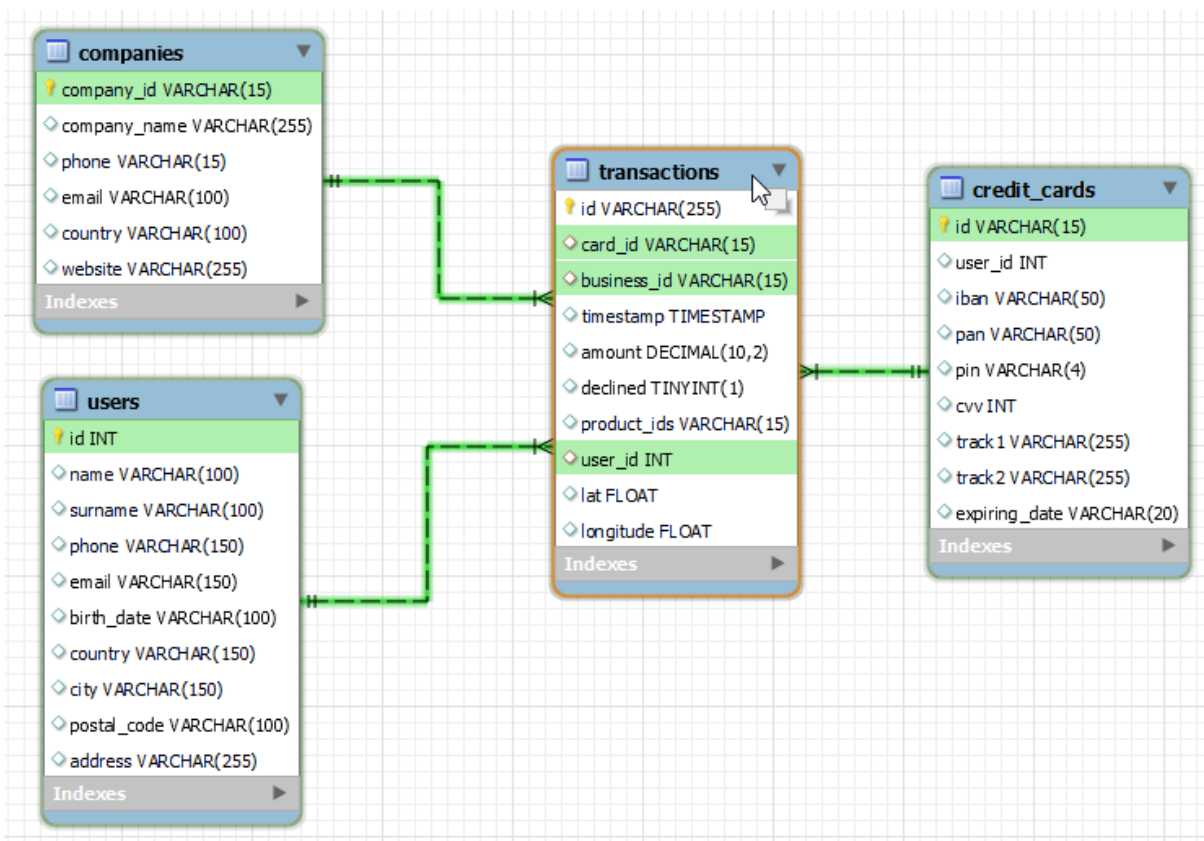 companies
company_id VARCHAR(15)
company_name VARCHAR(255)
phone VARCHAR(15)
email VARCHAR(100)
country VARCHAR(100)
website VARCHAR(255)
Indexes
users
id INT
name VARCHAR(100)
surname VARCHAR(100)
phone VARCHAR(150)
email VARCHAR(150)
birth_date VARCHAR(100)
country VARCHAR(150)
city VARCHAR(150)
postal_code VARCHAR(100)
address VARCHAR(255)
Indexes
transactions
id VARCHAR(255)
card_id VARCHAR(15)
business_id VARCHAR(15)
timestamp TIMESTAMP
amount DECIMAL(10,2)
declined TINYINT(1)
product_ids VARCHAR(15)
user_id INT
lat FLOAT
longitude FLOAT
Indexes
credit_cards
id VARCHAR(15)
user_id INT
iban VARCHAR(50)
pan VARCHAR(50)
pin VARCHAR(4)
cvv INT
track1 VARCHAR(255)
track2 VARCHAR(255)
expiring_date VARCHAR(20)
Indexes